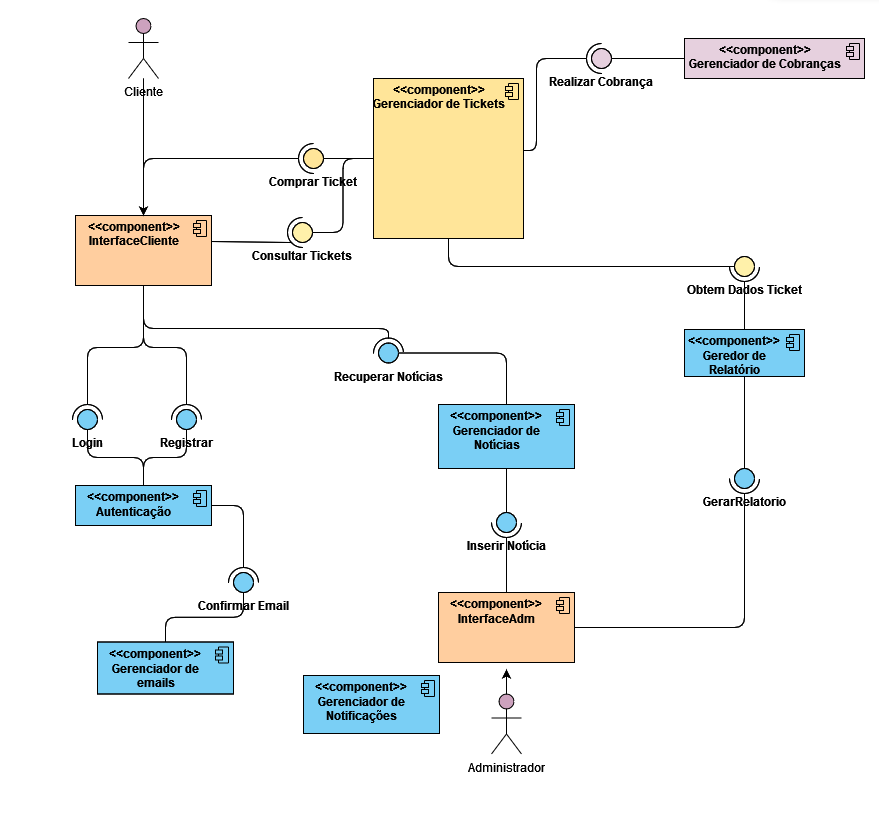 Cliente
<<component>>
Gerenciador de Cobranças
Realizar Cobrança
<<component>>
Gerenciador de Tickets
Comprar Ticket
<<component>>
InterfaceCliente
Consultar Tickets
Obtem Dados Ticket
<<component>>
Geredor de
Relatório
Recuperar Notícias
<<component>>
Gerenciador de
Notícias
Login
Registrar
<<component>>
Autenticação
GerarRelatorio
Inserir Notícia
Confirmar Email
<<component>>
InterfaceAdm
<<component>>
Gerenciador de
emails
<<component>>
Gerenciador de
Notificações
Administrador